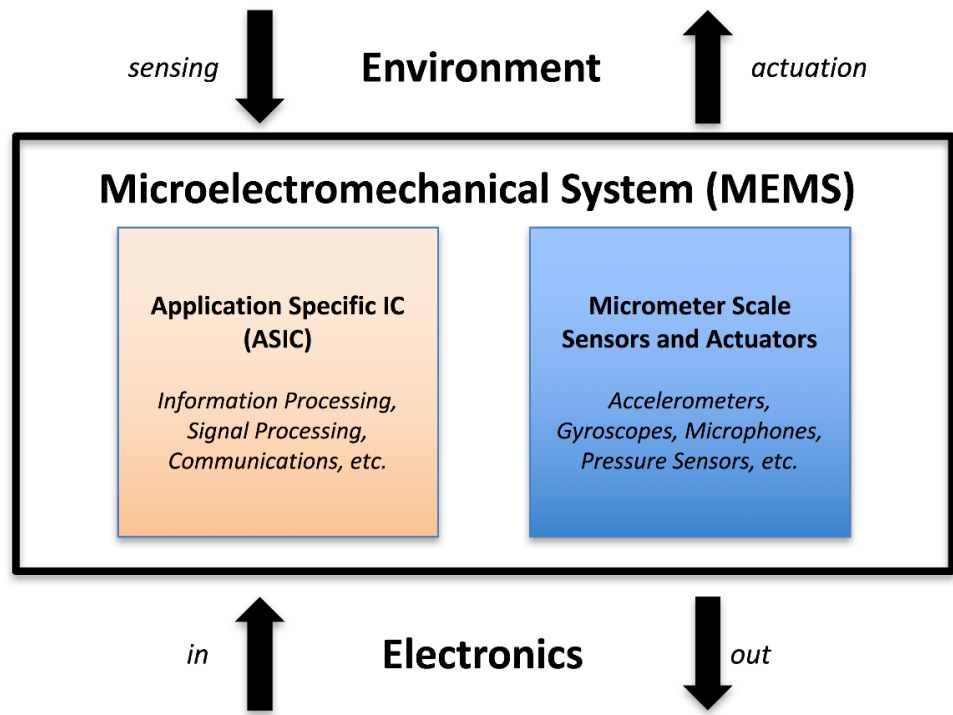 sensing
Environment
actuation
Microelectromechanical System (MEMS)
Application Specific IC
(ASIC)
Information Processing,
Signal Processing,
Communications, etc.
Micrometer Scale
Sensors and Actuators
Accelerometers,
Gyroscopes, Microphones,
Pressure Sensors, etc.
in
Electronics
out